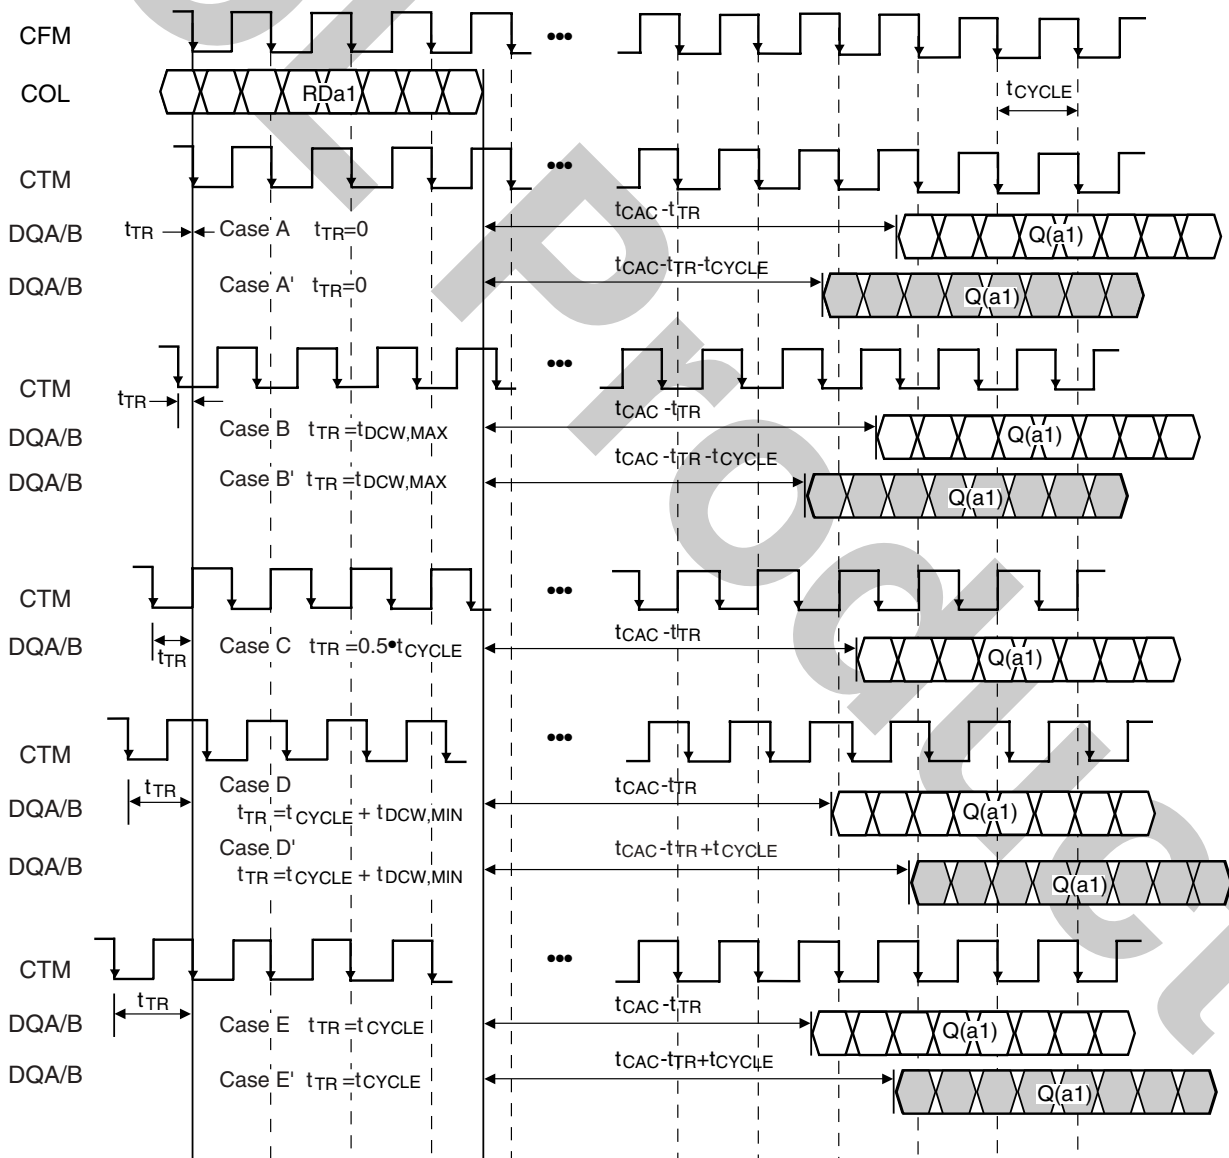 CFM
•••
COL
RDa1
tCYCLE
CTM
•••
DQA/B
tTR
Case A tTR=0
tCAC-tTR
Q(a1)
DQA/B
Case A' tTR=0
tCAC-tTR-tCYCLE
Q(a1)
CTM
•••
tTR
DQA/B
Case B tTR=tDCW,MAX
tCAC-tTR
Q(a1)
DQA/B
Case B' tTR=tDCW,MAX
tCAC-tTR-tCYCLE
Q(a1)
CTM
•••
DQA/B
tTR
Case C tTR=0.5•tCYCLE
tCAC-tTR
Q(a1)
CTM
•••
DQA/B
tTR
Case D
tTR=tCYCLE + tDCW,MIN
tCAC-tTR
Q(a1)
DQA/B
Case D'
tTR=tCYCLE + tDCW,MIN
tCAC-tTR+tCYCLE
Q(a1)
CTM
•••
tTR
DQA/B
Case E tTR=tCYCLE
tCAC-tTR
Q(a1)
DQA/B
Case E' tTR=tCYCLE
tCAC-tTR+tCYCLE
Q(a1)
Product